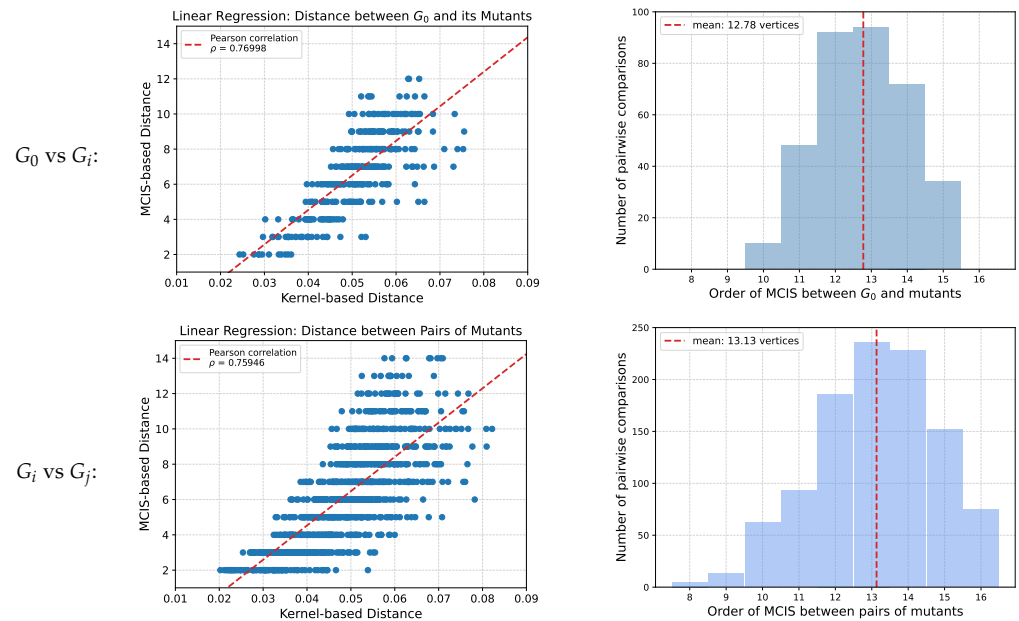 Linear Regression: Distance between G₀ and its Mutants
Pearson correlation
ρ = 0.76998
14
12
10
8
6
4
2
MCIS-based Distance
0.01 0.02 0.03 0.04 0.05 0.06 0.07 0.08 0.09
Kernel-based Distance
G₀ vs Gᵢ:
mean: 12.78 vertices
100
80
60
40
20
0
Number of pairwise comparisons
8 9 10 11 12 13 14 15 16
Order of MCIS between G₀ and mutants
Linear Regression: Distance between Pairs of Mutants
Pearson correlation
ρ = 0.75946
14
12
10
8
6
4
2
MCIS-based Distance
0.01 0.02 0.03 0.04 0.05 0.06 0.07 0.08 0.09
Kernel-based Distance
Gᵢ vs Gⱼ:
mean: 13.13 vertices
250
200
150
100
50
0
Number of pairwise comparisons
8 9 10 11 12 13 14 15 16
Order of MCIS between pairs of mutants